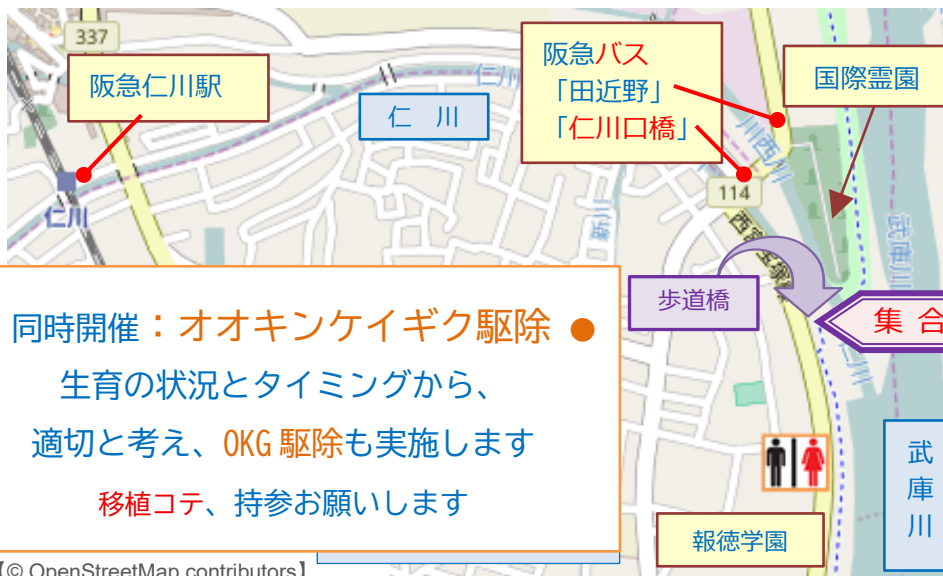 337
阪急仁川駅
仁 川
仁川
阪急バス
「田近野」
「仁川口橋」
国際霊園
川西川
114
仁川
武庫川
歩道橋
集 合
仁川
同時開催：オオキンケイギク駆除 ●
生育の状況とタイミングから、
適切と考え、OKG 駆除も実施します
移植コテ、持参お願いします
武庫川
報徳学園
【© OpenStreetMap contributors】